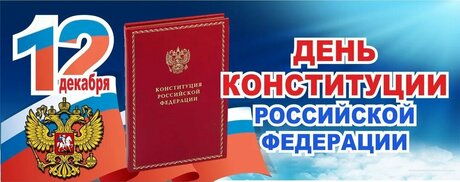 12
декабря
КОНСТИТУЦИЯ
РОССИЙСКОЙ
ФЕДЕРАЦИИ
ДЕНЬ
КОНСТИТУЦИИ
РОССИЙСКОЙ
ФЕДЕРАЦИИ